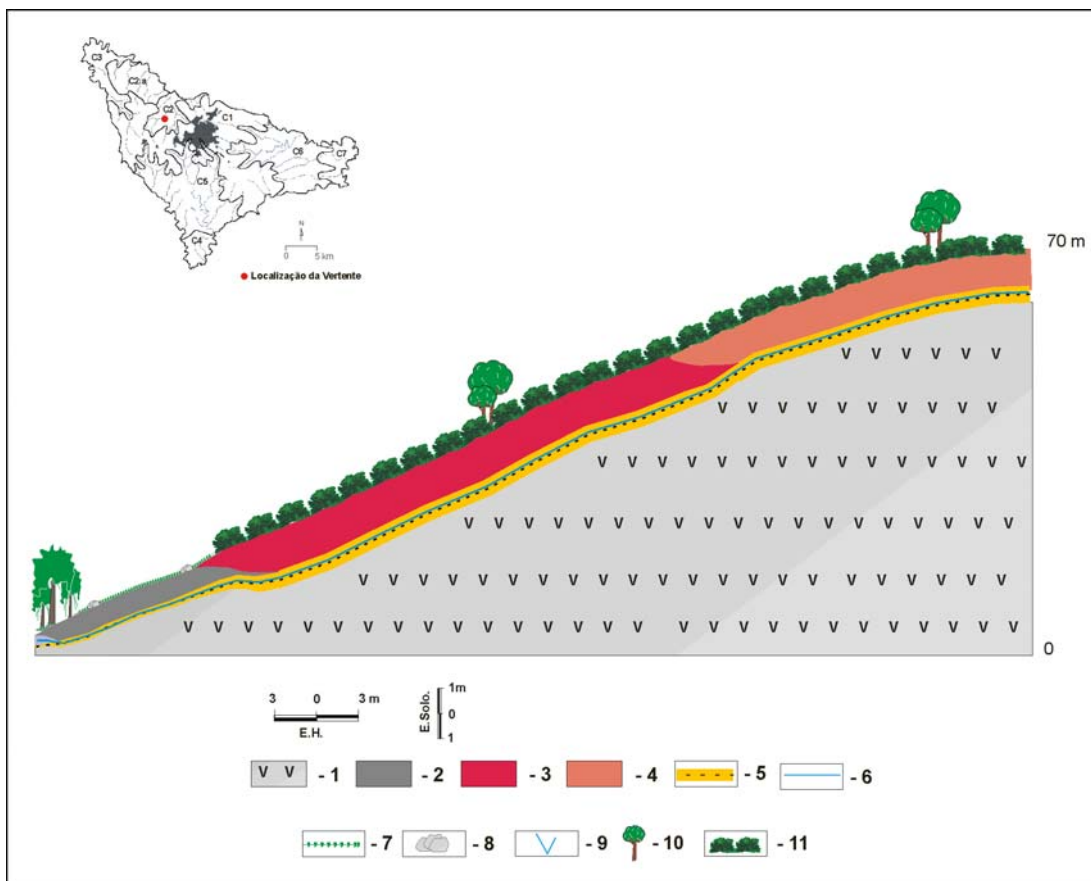 C3
C2 a
C2
C1
C6
C7
C5
C4
N
0 5 km
Localização da Vertente
70 m
V V V V V V
V V V V V V V V V V
V V V V V V V V V V V V V V V
V V V V V V V V V V V V V V V V V V V
V V V V V V V V V V V V V V V V V V V V V V
V V V V V V V V V V V V V V V V V V V V V V V V V V V V
0
3 0 3 m
E.H.
E.Solo.
1m
0
1
V V - 1
- 2
- 3
- 4
- 5
- 6
- 7
- 8
- 9
- 10
- 11